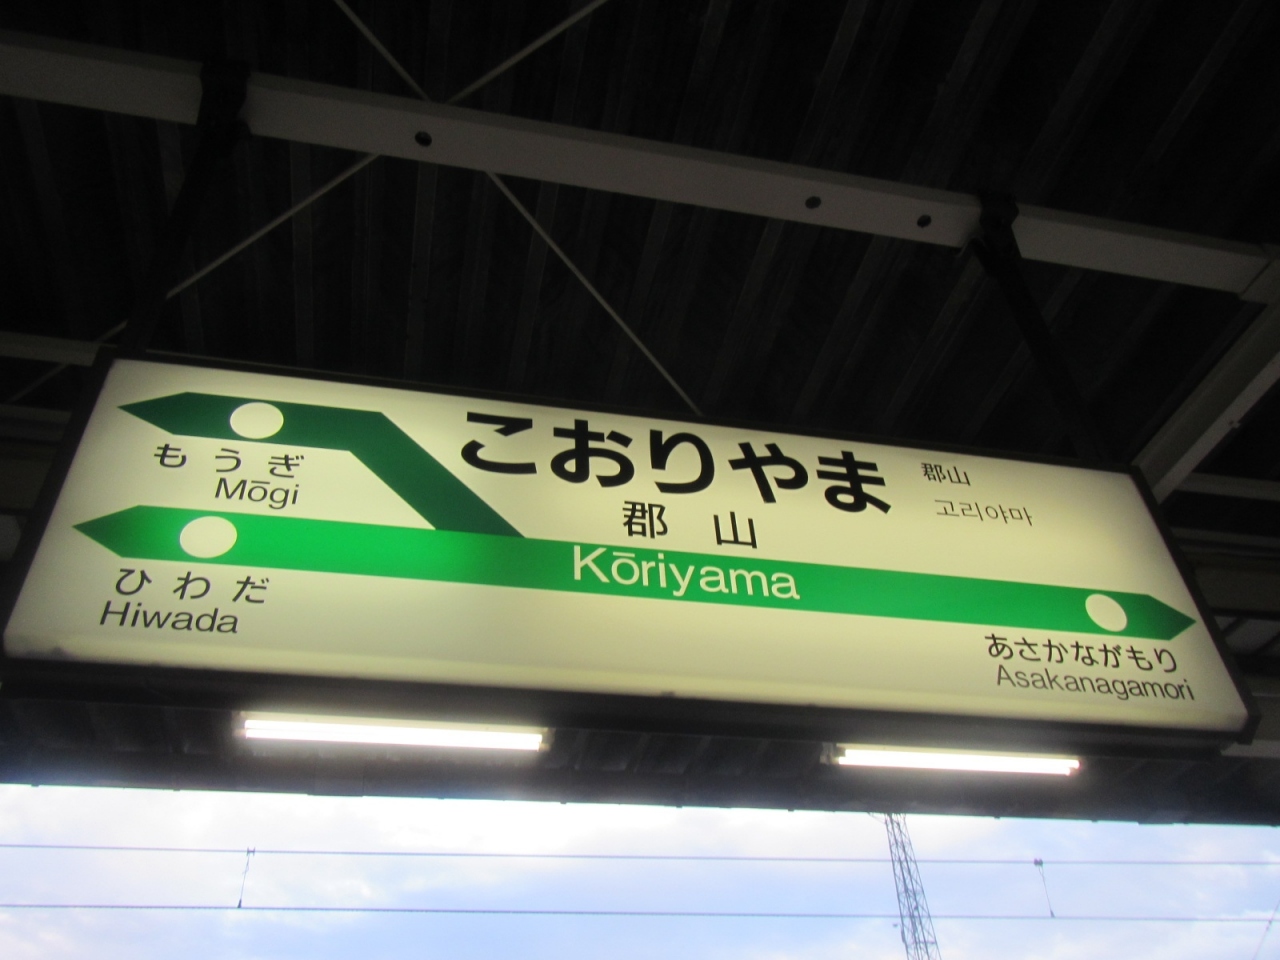 こおりやま
郡山
郡山
고리야마
Kōriyama
もうぎ
Mōgi
ひわだ
Hiwada
あさかながもり
Asakanagamori